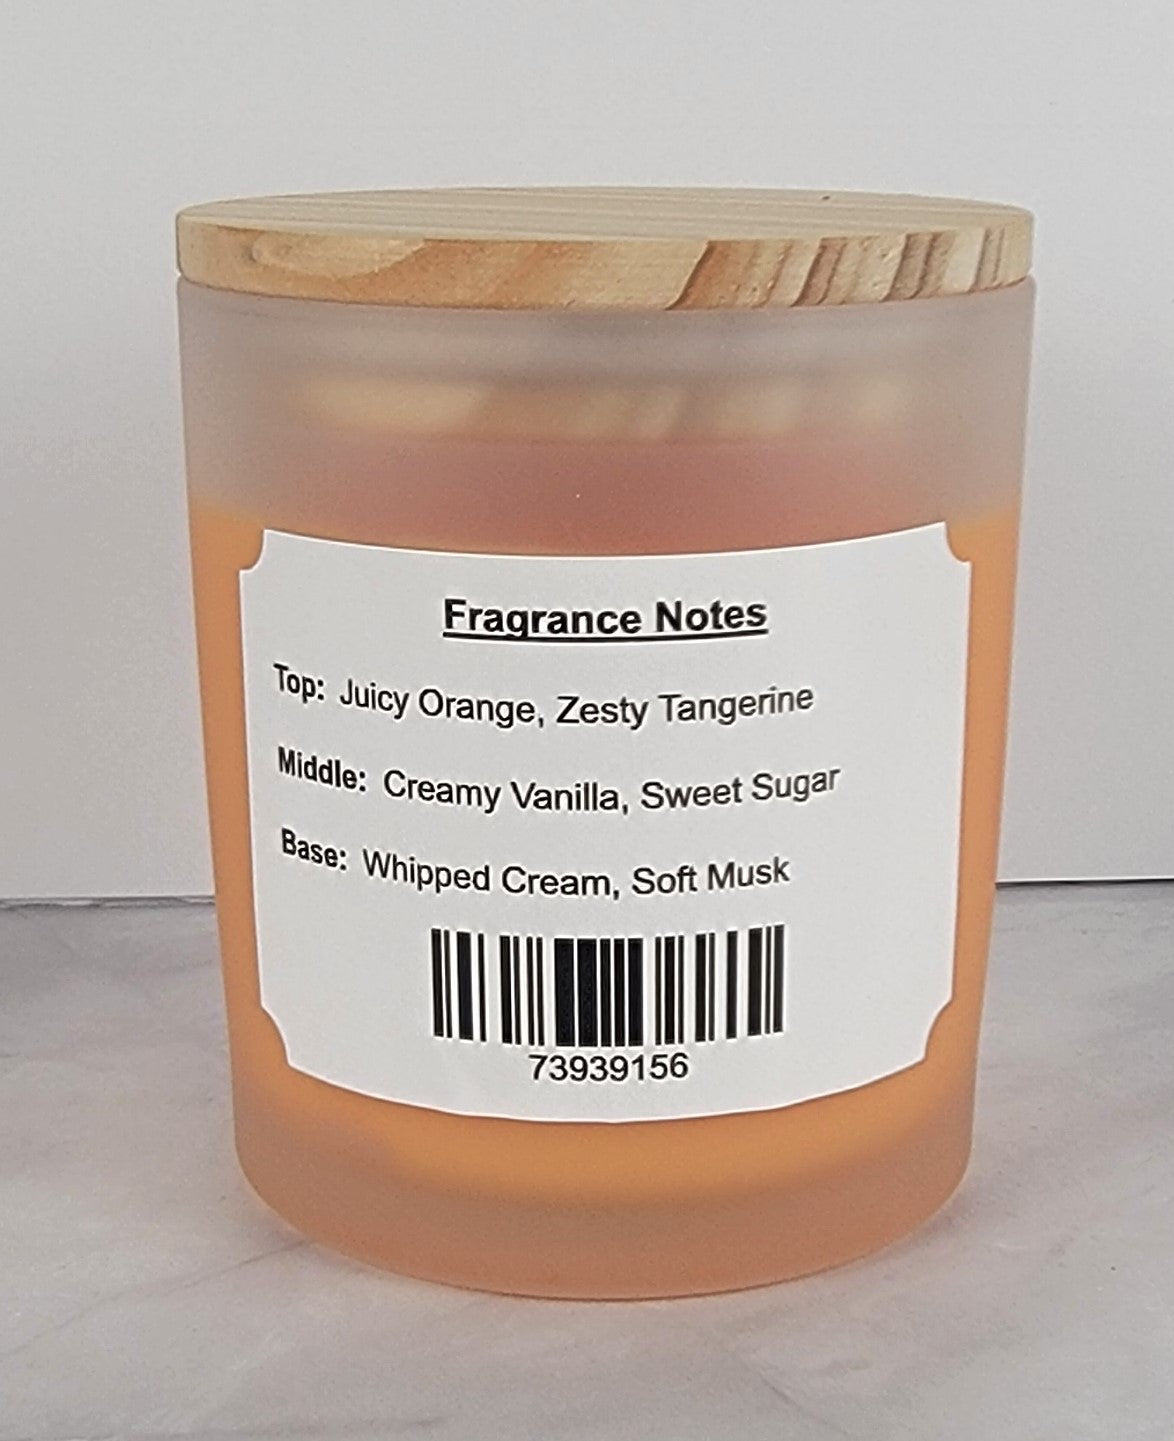 Fragrance Notes
Top: Juicy Orange, Zesty Tangerine
Middle: Creamy Vanilla, Sweet Sugar
Base: Whipped Cream, Soft Musk
73939156